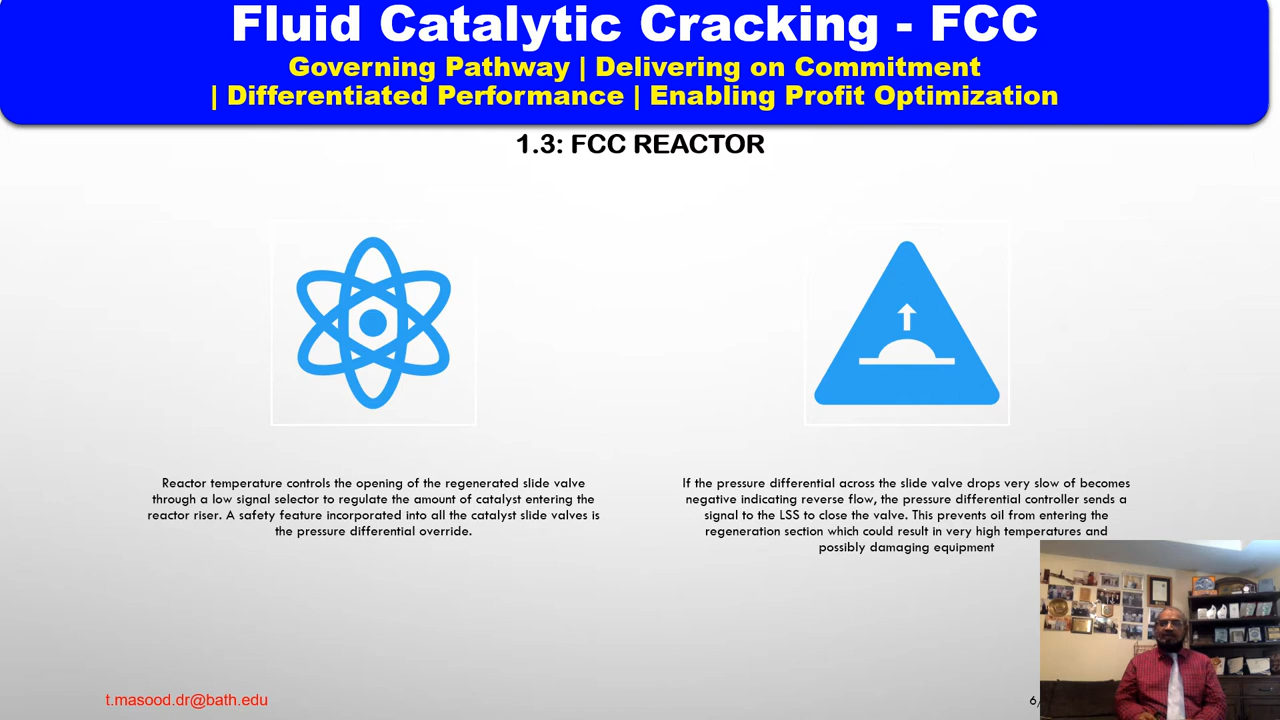 Fluid Catalytic Cracking - FCC
Governing Pathway | Delivering on Commitment
| Differentiated Performance | Enabling Profit Optimization
1.3: FCC REACTOR
Reactor temperature controls the opening of the regenerated slide valve
through a low signal selector to regulate the amount of catalyst entering the
reactor riser. A safety feature incorporated into all the catalyst slide valves is
the pressure differential override.
If the pressure differential across the slide valve drops very slow of becomes
negative indicating reverse flow, the pressure differential controller sends a
signal to the LSS to close the valve. This prevents oil from entering the
regeneration section which could result in very high temperatures and
possibly damaging equipment
t.masood.dr@bath.edu
6/